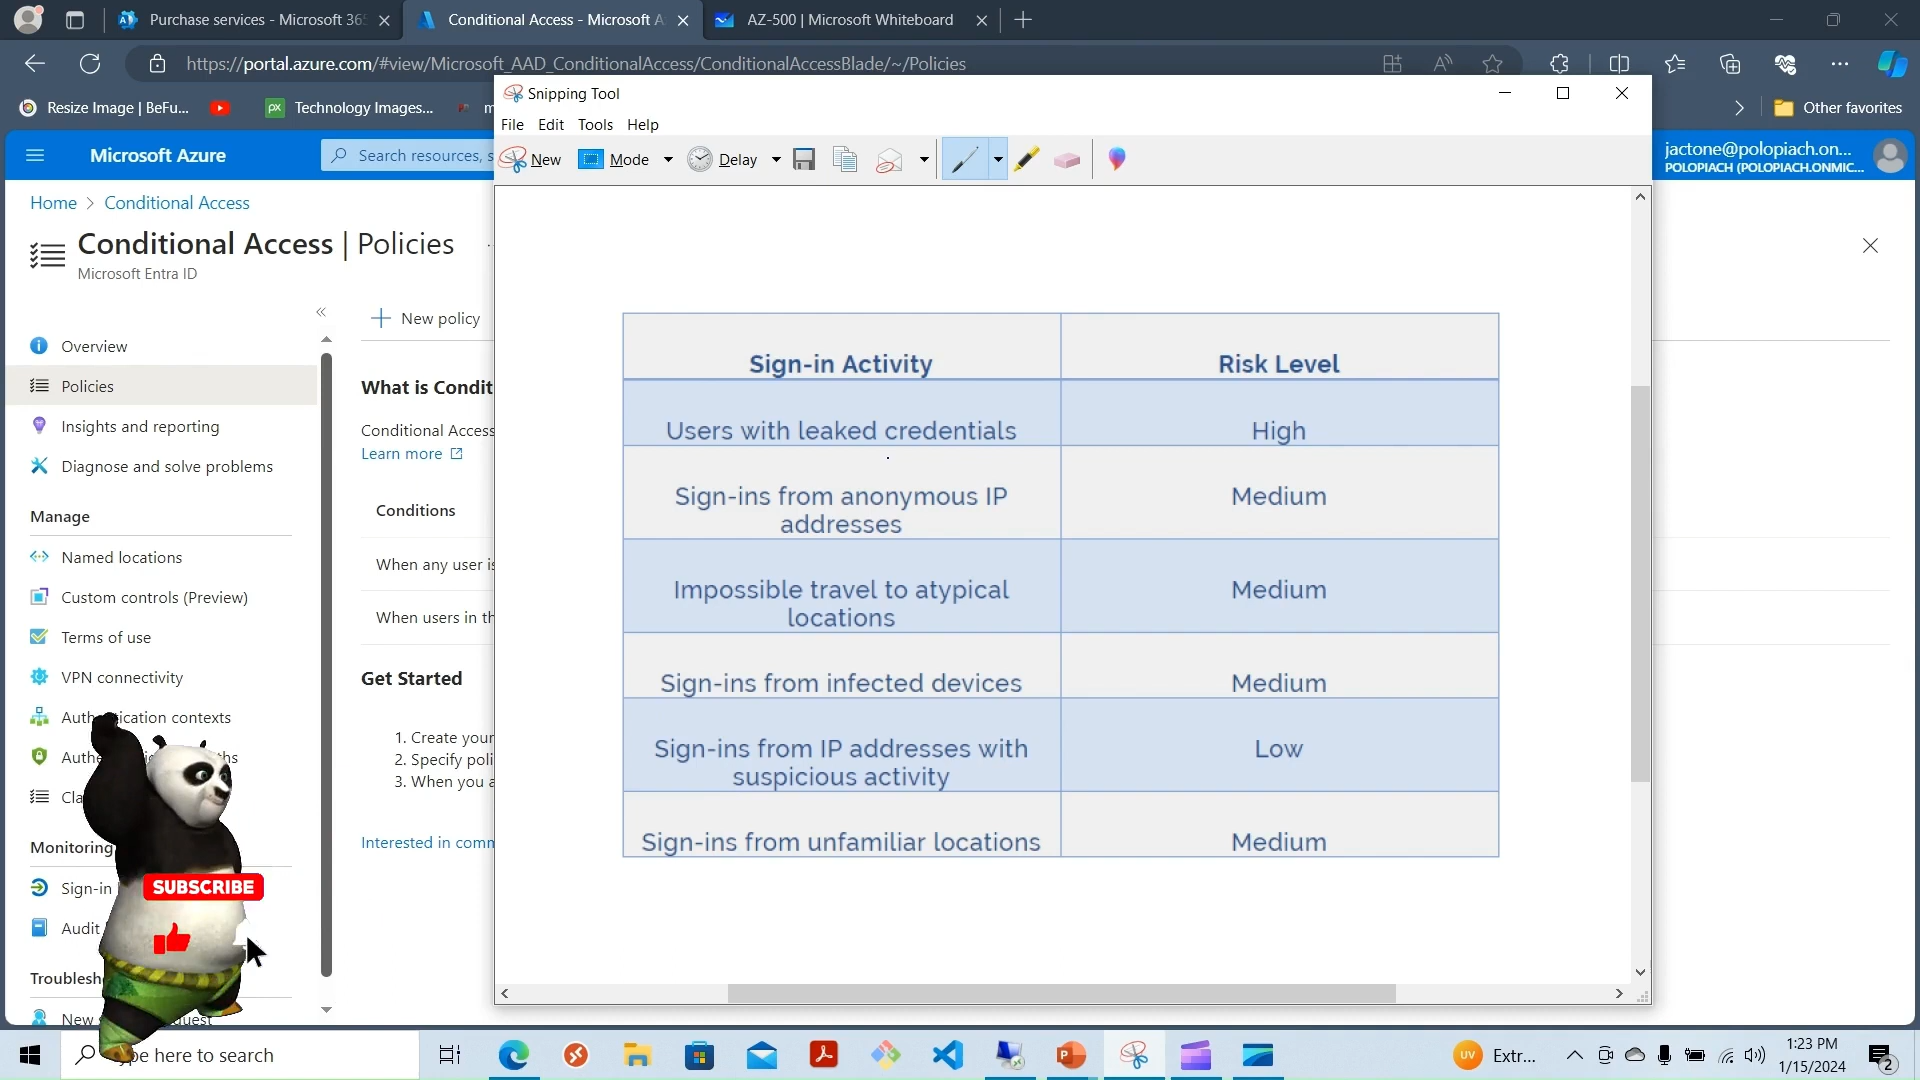 Purchase services - Microsoft 365
Conditional Access - Microsoft A
AZ-500 | Microsoft Whiteboard
https://portal.azure.com/#view/Microsoft_AAD_ConditionalAccess/ConditionalAccessBlade/~/Policies
Resize Image | BeFu...
Technology Images...
Other favorites
Snipping Tool
File Edit Tools Help
New Mode Delay
Microsoft Azure
Search resources, s
jactone@polopiach.on...
POLOPIACH (POLOPIACH.ONMIC...
Home > Conditional Access
Conditional Access | Policies
Microsoft Entra ID
Overview
Policies
Insights and reporting
Diagnose and solve problems
Manage
Named locations
Custom controls (Preview)
Terms of use
VPN connectivity
Monitoring
Sign-in
Audit
New policy
What is Condit
Conditional Access
Learn more
Conditions
When any user is
When users in th
Get Started
1. Create your
2. Specify poli
3. When you a
Interested in comm
Sign-in Activity Risk Level
Users with leaked credentials High
Sign-ins from anonymous IP
addresses
Medium
Impossible travel to atypical
locations
Medium
Sign-ins from infected devices Medium
Sign-ins from IP addresses with
suspicious activity
Low
Sign-ins from unfamiliar locations Medium
SUBSCRIBE
here to search
UV
Extr...
1:23 PM
1/15/2024
2